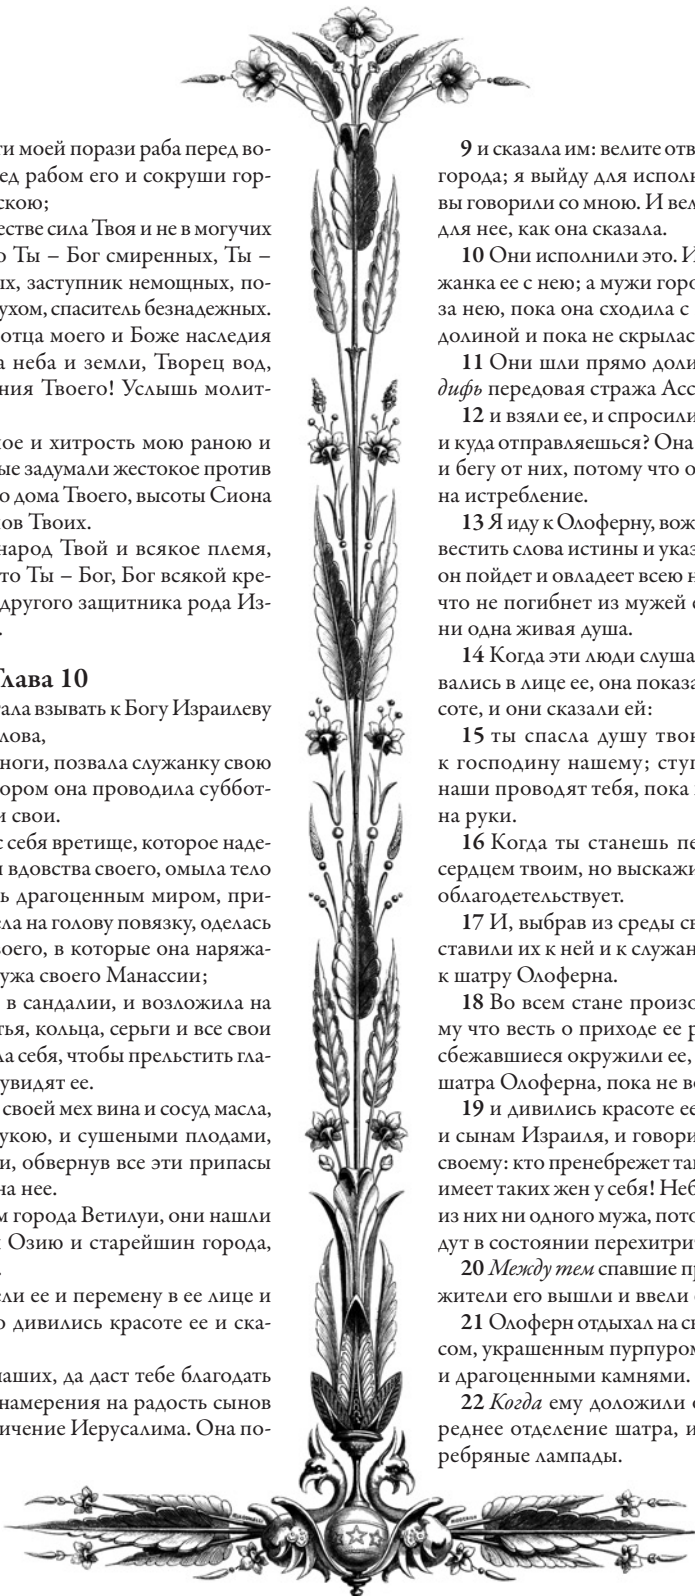 ти моей порази раба перед во-
ед рабом его и сокруши гор-
скою;
естве сила Твоя и не в могучих
о Ты – Бог смиренных, Ты –
ых, заступник немощных, по-
ухом, спаситель безнадежных.
отца моего и Боже наследия
а неба и земли, Творец вод,
ния Твоего! Услышь молит-
ое и хитрость мою раною и
ые задумали жестокое против
о дома Твоего, высоты Сиона
ов Твоих.
народ Твой и всякое племя,
то Ты – Бог, Бог всякой кре-
другого защитника рода Из-
.
Глава 10
ала взывать к Богу Израилеву
лова,
ноги, позвала служанку свою
ором она проводила суббот-
и свои.
с себя вретище, которое наде-
и вдовства своего, омыла тело
ь драгоценным миром, при-
ела на голову повязку, оделась
воего, в которые она наряжа-
ужа своего Манассии;
в сандалии, и возложила на
тья, кольца, серьги и все свои
ла себя, чтобы прельстить гла-
увидят ее.
своей мех вина и сосуд масла,
укою, и сушеными плодами,
и, обвернув все эти припасы
на нее.
м города Ветилуи, они нашли
и Озию и старейшин города,
.
ели ее и перемену в ее лице и
о дивились красоте ее и ска-
наших, да даст тебе благодать
намерения на радость сынов
ичение Иерусалима. Она по-
9 и сказала им: велите отв
города; я выйду для исполн
вы говорили со мною. И вел
для нее, как она сказала.
10 Они исполнили это. И
жанка ее с нею; а мужи горо
за нею, пока она сходила с
долиной и пока не скрылас
11 Они шли прямо доли
дифь передовая стража Асс
12 и взяли ее, и спросили
и куда отправляешься? Она
и бегу от них, потому что о
на истребление.
13 Я иду к Олоферну, вож
вестить слова истины и указ
он пойдет и овладеет всею н
что не погибнет из мужей е
ни одна живая душа.
14 Когда эти люди слуша
вались в лице ее, она показа
соте, и они сказали ей:
15 ты спасла душу твою
к господину нашему; ступ
наши проводят тебя, пока
на руки.
16 Когда ты станешь пе
сердцем твоим, но выскажи
облагодетельствует.
17 И, выбрав из среды св
ставили их к ней и к служан
к шатру Олоферна.
18 Во всем стане произо
му что весть о приходе ее р
сбежавшиеся окружили ее,
шатра Олоферна, пока не во
19 и дивились красоте ее
и сынам Израиля, и говори
своему: кто пренебрежет так
имеет таких жен у себя! Неб
из них ни одного мужа, пото
дут в состоянии перехитрит
20 Между тем спавшие пр
жители его вышли и ввели е
21 Олоферн отдыхал на св
сом, украшенным пурпуром
и драгоценными камнями.
22 Когда ему доложили о
реднее отделение шатра, и
ребряные лампады.